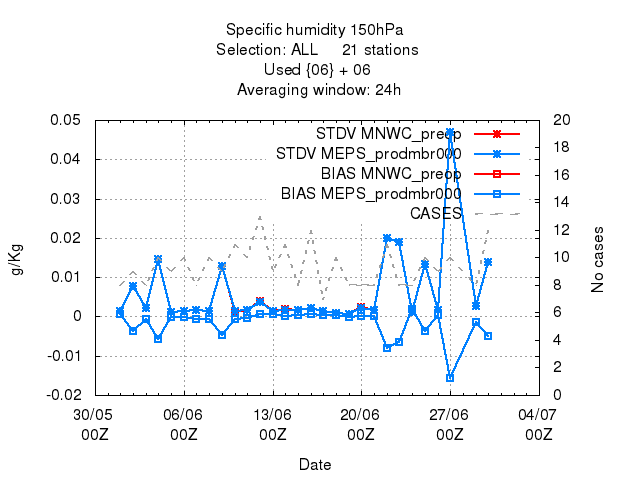 Specific humidity 150hPa
Selection: ALL 21 stations
Used {06} + 06
Averaging window: 24h
STDV MNWC_preop
STDV MEPS_prodmbr000
BIAS MNWC_preop
BIAS MEPS_prodmbr000
CASES
0.05
0.04
0.03
0.02
0.01
0
-0.01
-0.02
g/Kg
20
18
16
14
12
10
8
6
4
2
0
No cases
30/05 06/06 13/06 20/06 27/06 04/07
00Z 00Z 00Z 00Z 00Z 00Z
Date